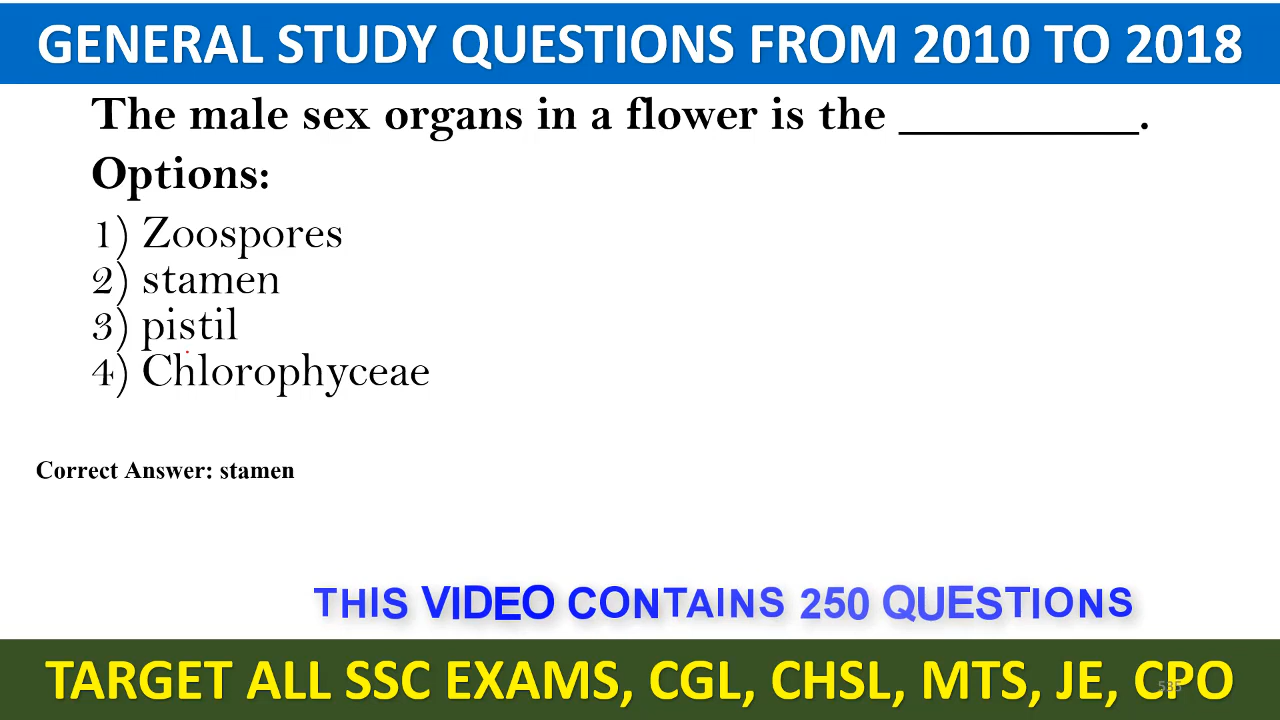 GENERAL STUDY QUESTIONS FROM 2010 TO 2018
The male sex organs in a flower is the __________.
Options:
1) Zoospores
2) stamen
3) pistil
4) Chlorophyceae
Correct Answer: stamen
THIS VIDEO CONTAINS 250 QUESTIONS
TARGET ALL SSC EXAMS, CGL, CHSL, MTS, JE, CPO